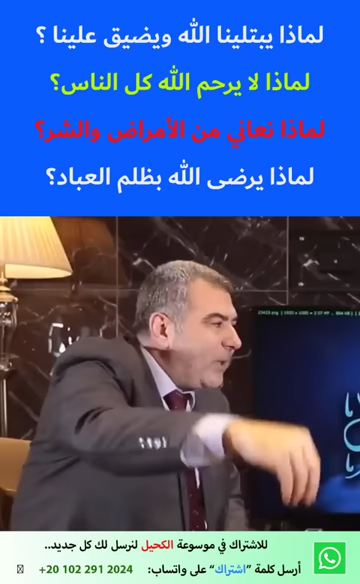 لماذا يبتلينا الله ويضيق علينا ؟
لماذا لا يرحم الله كل الناس؟
لماذا نعاني من الأمراض والشر؟
لماذا يرضى الله بظلم العباد؟
للاشتراك في موسوعة الكحيل لنرسل لك كل جديد..
أرسل كلمة "اشتراك" على واتساب: +20 102 291 2024